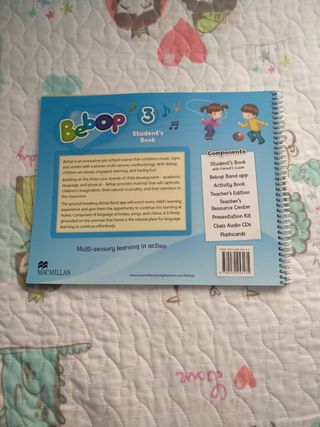 Bebop 3
Student's
Book
Bebop is an innovative pre-school course that combines music, signs,
and stories with a proven multi-sensory methodology. With Bebop,
children are always engaged, learning, and having fun!
Building on the three core strands of child development - academic,
language, and physical - Bebop provides material that will captivate
children's imagination, their natural musicality, and their attention in
the classroom.
The ground-breaking Bebop Band app will enrich every child's learning
experience and give them the opportunity to continue this learning at
home. Comprised of language activities, songs, and videos, it is firmly
grounded on the premise that home is the natural place for language
learning to continue effortlessly.
Components
Student's Book
with Parent's Guide
Bebop Band app
Activity Book
Teacher's Edition
Teacher's
Resource Center
Presentation Kit
Class Audio CDs
Flashcards
Multi-sensory learning in action
MACMILLAN
www.macmillanyounglearners.com/bebop
Love